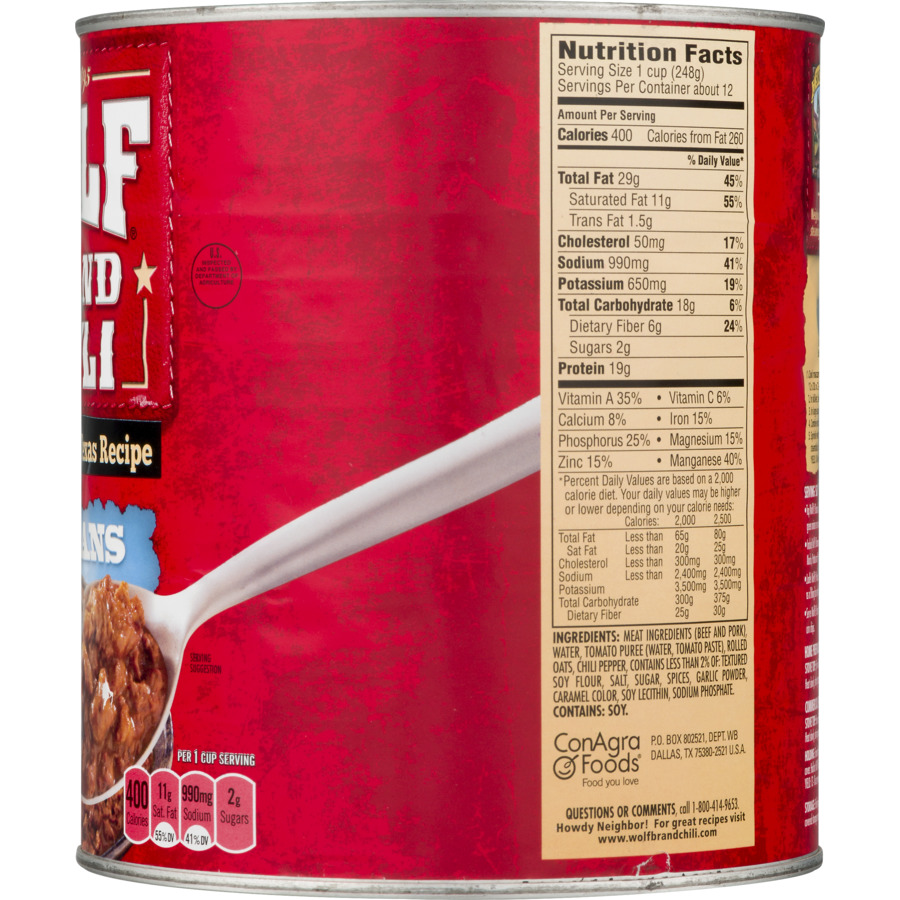 LF
®
ND
LI
Recipe
ANS
U.S.
INSPECTED
AND PASSED BY
DEPARTMENT OF
AGRICULTURE
SERVING
SUGGESTION
PER 1 CUP SERVING
400 Calories
11g Sat. Fat 55% DV
990mg Sodium 41% DV
2g Sugars
Nutrition Facts
Serving Size 1 cup (248g)
Servings Per Container about 12
Amount Per Serving
Calories 400 Calories from Fat 260
% Daily Value*
Total Fat 29g 45%
Saturated Fat 11g 55%
Trans Fat 1.5g
Cholesterol 50mg 17%
Sodium 990mg 41%
Potassium 650mg 19%
Total Carbohydrate 18g 6%
Dietary Fiber 6g 24%
Sugars 2g
Protein 19g
Vitamin A 35% • Vitamin C 6%
Calcium 8% • Iron 15%
Phosphorus 25% • Magnesium 15%
Zinc 15% • Manganese 40%
*Percent Daily Values are based on a 2,000
calorie diet. Your daily values may be higher
or lower depending on your calorie needs:
Calories: 2,000 2,500
Total Fat Less than 65g 80g
Sat Fat Less than 20g 25g
Cholesterol Less than 300mg 300mg
Sodium Less than 2,400mg 2,400mg
Potassium 3,500mg 3,500mg
Total Carbohydrate 300g 375g
Dietary Fiber 25g 30g
INGREDIENTS: MEAT INGREDIENTS (BEEF AND PORK),
WATER, TOMATO PUREE (WATER, TOMATO PASTE), ROLLED
OATS, CHILI PEPPER, CONTAINS LESS THAN 2% OF: TEXTURED
SOY FLOUR, SALT, SUGAR, SPICES, GARLIC POWDER,
CARAMEL COLOR, SOY LECITHIN, SODIUM PHOSPHATE.
CONTAINS: SOY.
ConAgra
Foods®
Food you love
P.O. BOX 802521, DEPT. WB
DALLAS, TX 75380-2521 U.S.A.
QUESTIONS OR COMMENTS, call 1-800-414-9653.
Howdy Neighbor! For great recipes visit
www.wolfbrandchili.com